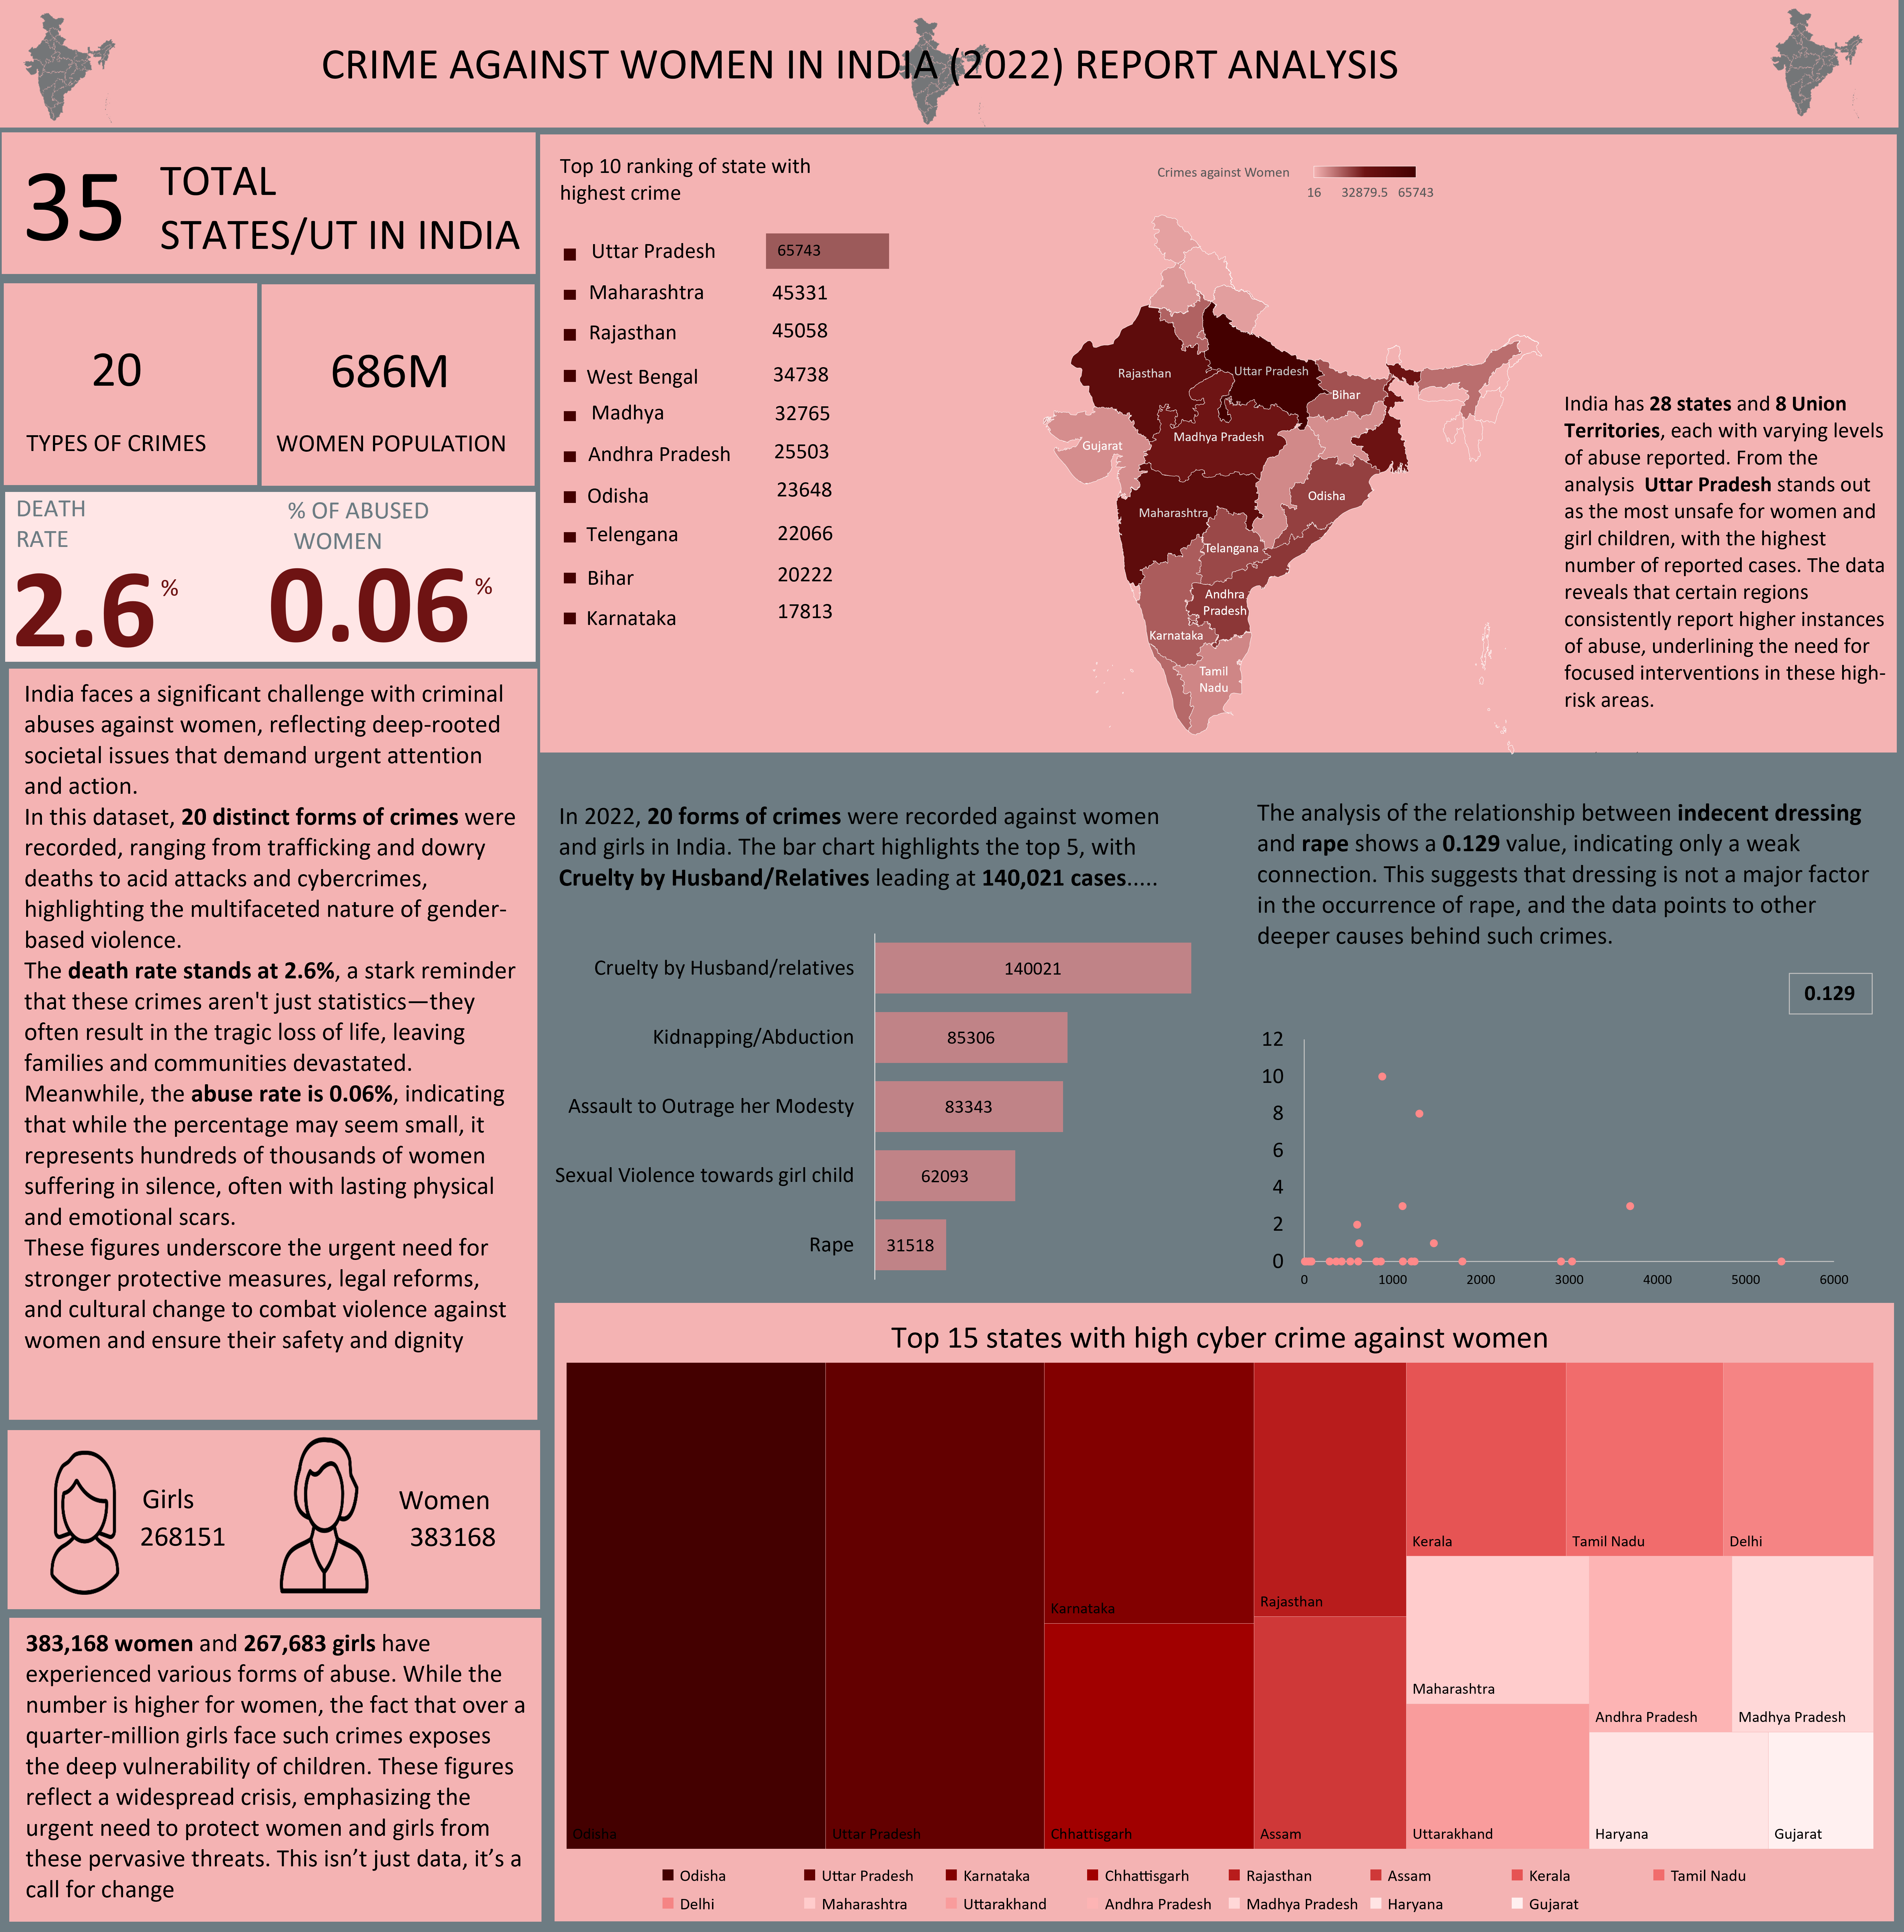 CRIME AGAINST WOMEN IN INDIA (2022) REPORT ANALYSIS
35
TOTAL
STATES/UT IN INDIA
20
TYPES OF CRIMES
686M
WOMEN POPULATION
DEATH
RATE
2.6 %
% OF ABUSED
WOMEN
0.06 %
India faces a significant challenge with criminal
abuses against women, reflecting deep-rooted
societal issues that demand urgent attention
and action.
In this dataset, 20 distinct forms of crimes were
recorded, ranging from trafficking and dowry
deaths to acid attacks and cybercrimes,
highlighting the multifaceted nature of gender-
based violence.
The death rate stands at 2.6%, a stark reminder
that these crimes aren't just statistics—they
often result in the tragic loss of life, leaving
families and communities devastated.
Meanwhile, the abuse rate is 0.06%, indicating
that while the percentage may seem small, it
represents hundreds of thousands of women
suffering in silence, often with lasting physical
and emotional scars.
These figures underscore the urgent need for
stronger protective measures, legal reforms,
and cultural change to combat violence against
women and ensure their safety and dignity
Girls
268151
Women
383168
383,168 women and 267,683 girls have
experienced various forms of abuse. While the
number is higher for women, the fact that over a
quarter-million girls face such crimes exposes
the deep vulnerability of children. These figures
reflect a widespread crisis, emphasizing the
urgent need to protect women and girls from
these pervasive threats. This isn’t just data, it’s a
call for change
Top 10 ranking of state with
highest crime
Uttar Pradesh 65743
Maharashtra 45331
Rajasthan 45058
West Bengal 34738
Madhya 32765
Andhra Pradesh 25503
Odisha 23648
Telengana 22066
Bihar 20222
Karnataka 17813
Crimes against Women
16 32879.5 65743
Rajasthan
Uttar Pradesh
Bihar
Gujarat
Madhya Pradesh
Odisha
Maharashtra
Telangana
Andhra
Pradesh
Karnataka
Tamil
Nadu
India has 28 states and 8 Union
Territories, each with varying levels
of abuse reported. From the
analysis  Uttar Pradesh stands out
as the most unsafe for women and
girl children, with the highest
number of reported cases. The data
reveals that certain regions
consistently report higher instances
of abuse, underlining the need for
focused interventions in these high-
risk areas.
In 2022, 20 forms of crimes were recorded against women
and girls in India. The bar chart highlights the top 5, with
Cruelty by Husband/Relatives leading at 140,021 cases.....
Cruelty by Husband/relatives 140021
Kidnapping/Abduction 85306
Assault to Outrage her Modesty 83343
Sexual Violence towards girl child 62093
Rape 31518
The analysis of the relationship between indecent dressing
and rape shows a 0.129 value, indicating only a weak
connection. This suggests that dressing is not a major factor
in the occurrence of rape, and the data points to other
deeper causes behind such crimes.
0.129
12
10
8
6
4
2
0
0 1000 2000 3000 4000 5000 6000
Top 15 states with high cyber crime against women
Odisha
Uttar Pradesh
Karnataka
Chhattisgarh
Rajasthan
Assam
Kerala
Tamil Nadu
Delhi
Maharashtra
Uttarakhand
Andhra Pradesh
Madhya Pradesh
Haryana
Gujarat
Odisha Uttar Pradesh Karnataka Chhattisgarh Rajasthan Assam Kerala Tamil Nadu
Delhi Maharashtra Uttarakhand Andhra Pradesh Madhya Pradesh Haryana Gujarat